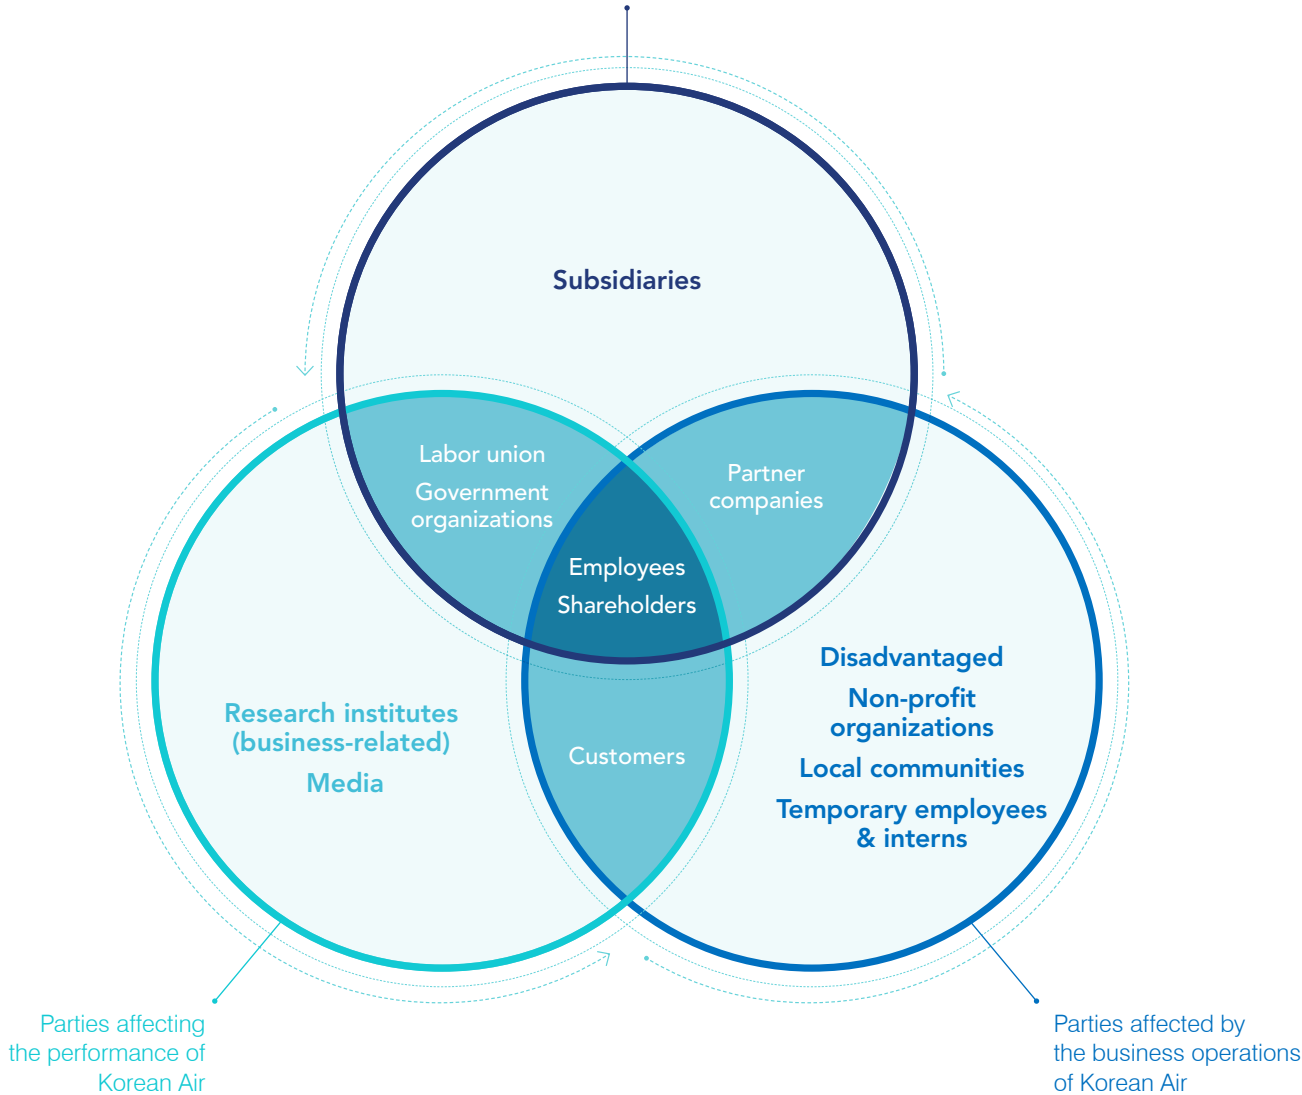 Subsidiaries
Labor union
Government
organizations
Partner
companies
Employees
Shareholders
Disadvantaged
Non-profit
organizations
Local communities
Temporary employees
& interns
Research institutes
(business-related)
Media
Customers
Parties affecting
the performance of
Korean Air
Parties affected by
the business operations
of Korean Air